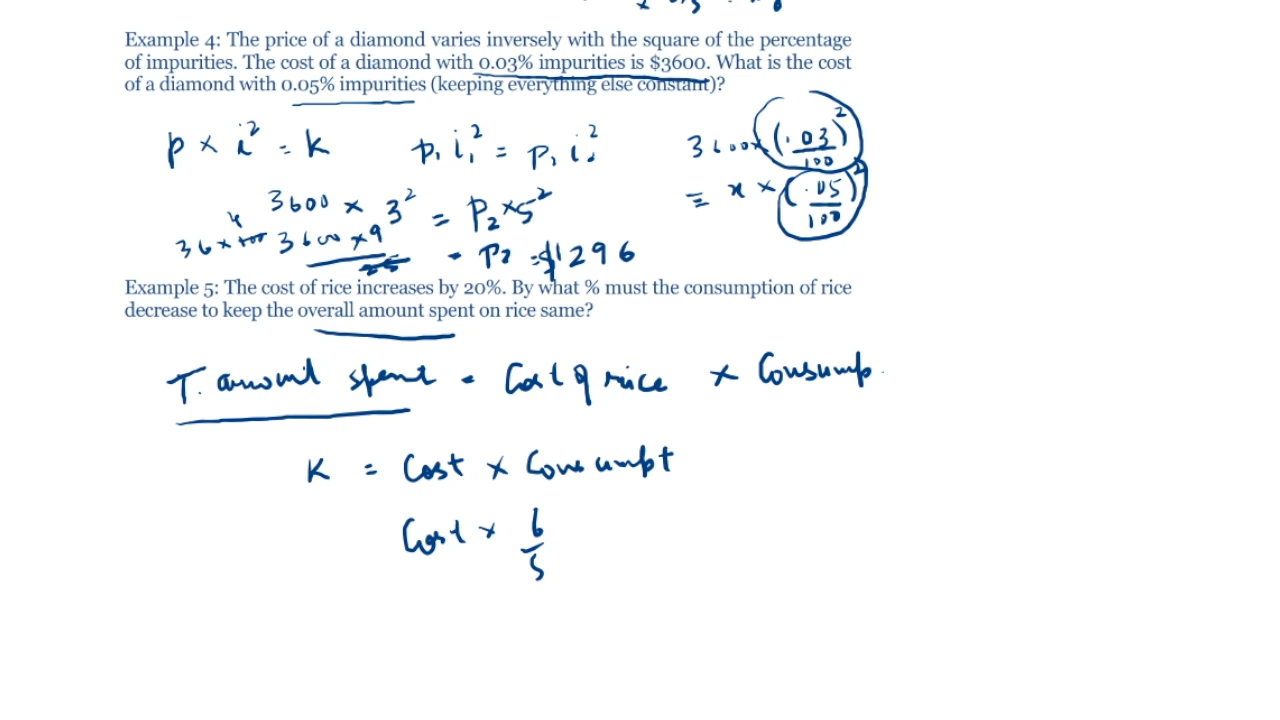 Example 4: The price of a diamond varies inversely with the square of the percentage
of impurities. The cost of a diamond with 0.03% impurities is $3600. What is the cost
of a diamond with 0.05% impurities (keeping everything else constant)?
p × i² = k    p₁ i₁² = p₁ i₂²    3600× (.03/100)²
= x × (.05/100)²
3600 × 3² = P₂ × 5²
36 × 3600 × 9 / 25 = P₂ = $1296
Example 5: The cost of rice increases by 20%. By what % must the consumption of rice
decrease to keep the overall amount spent on rice same?
T. amount spent = Cost of rice × Consump.
K = Cost × Consumpt
Cost × 6/5